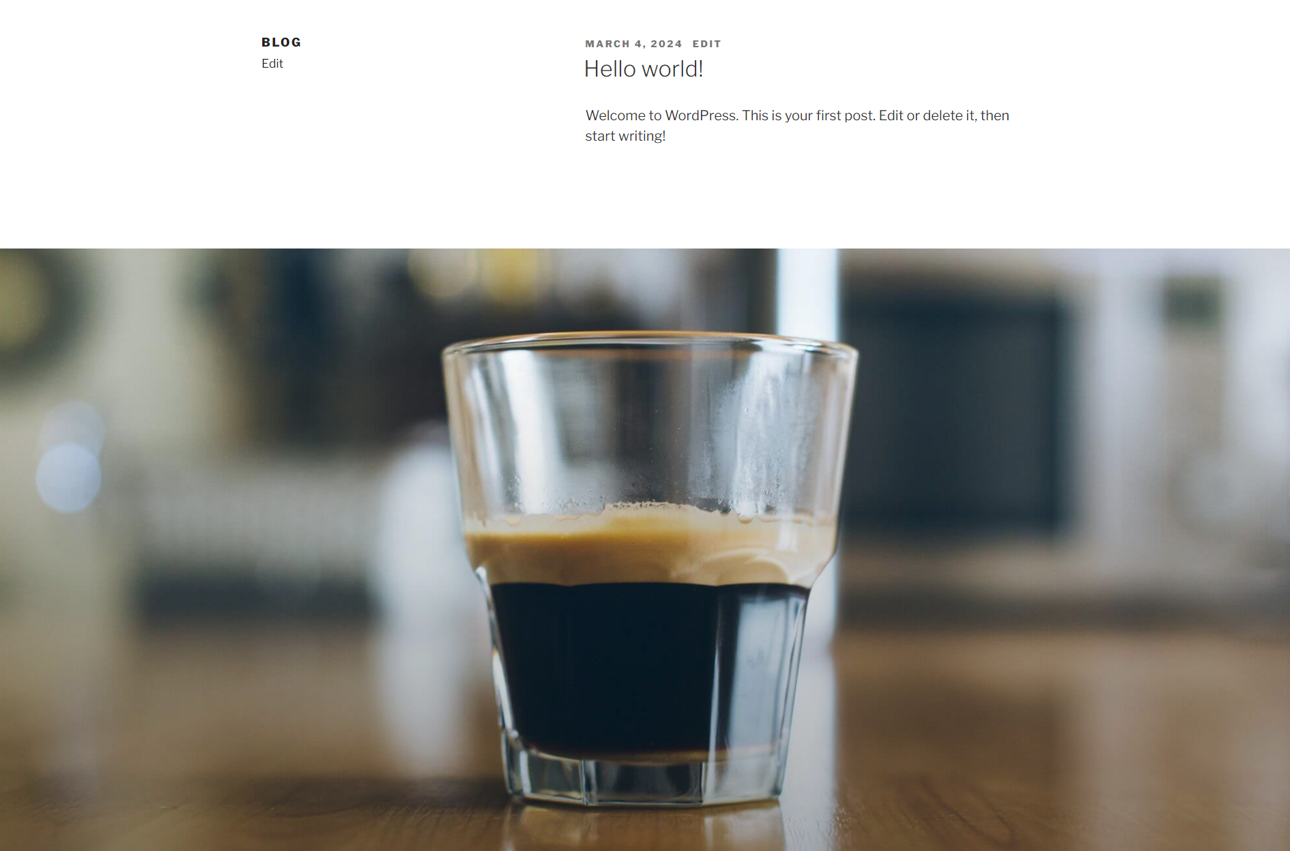 BLOG
Edit
MARCH 4, 2024 EDIT
Hello world!
Welcome to WordPress. This is your first post. Edit or delete it, then
start writing!